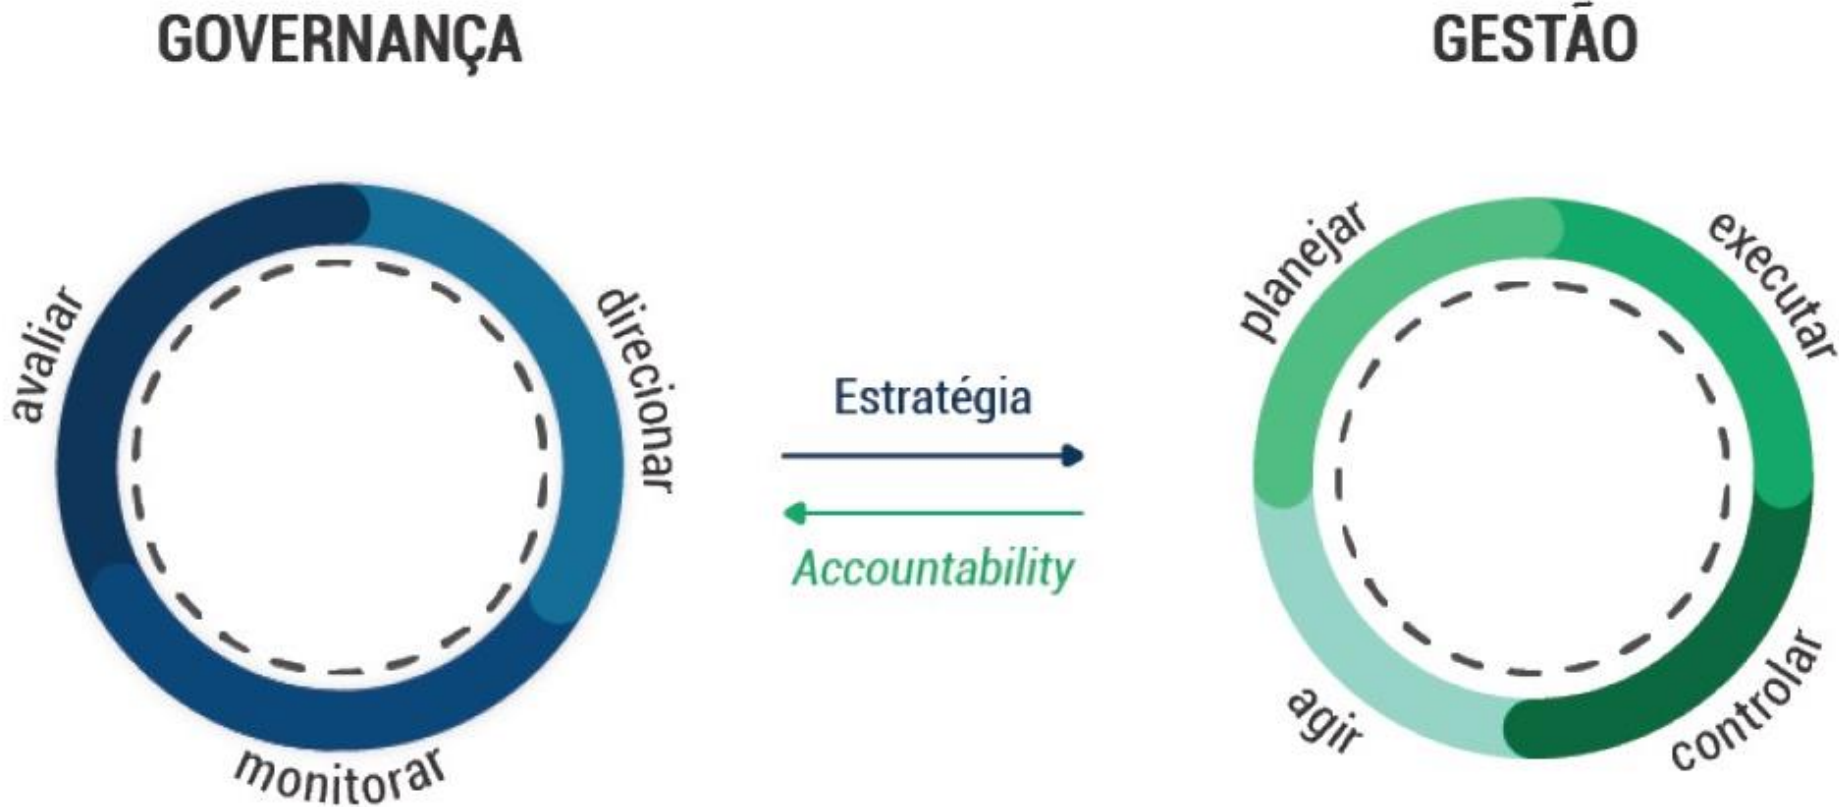 GOVERNANÇA
GESTÃO
avaliar
direcionar
monitorar
Estratégia
Accountability
planejar
executar
agir
controlar